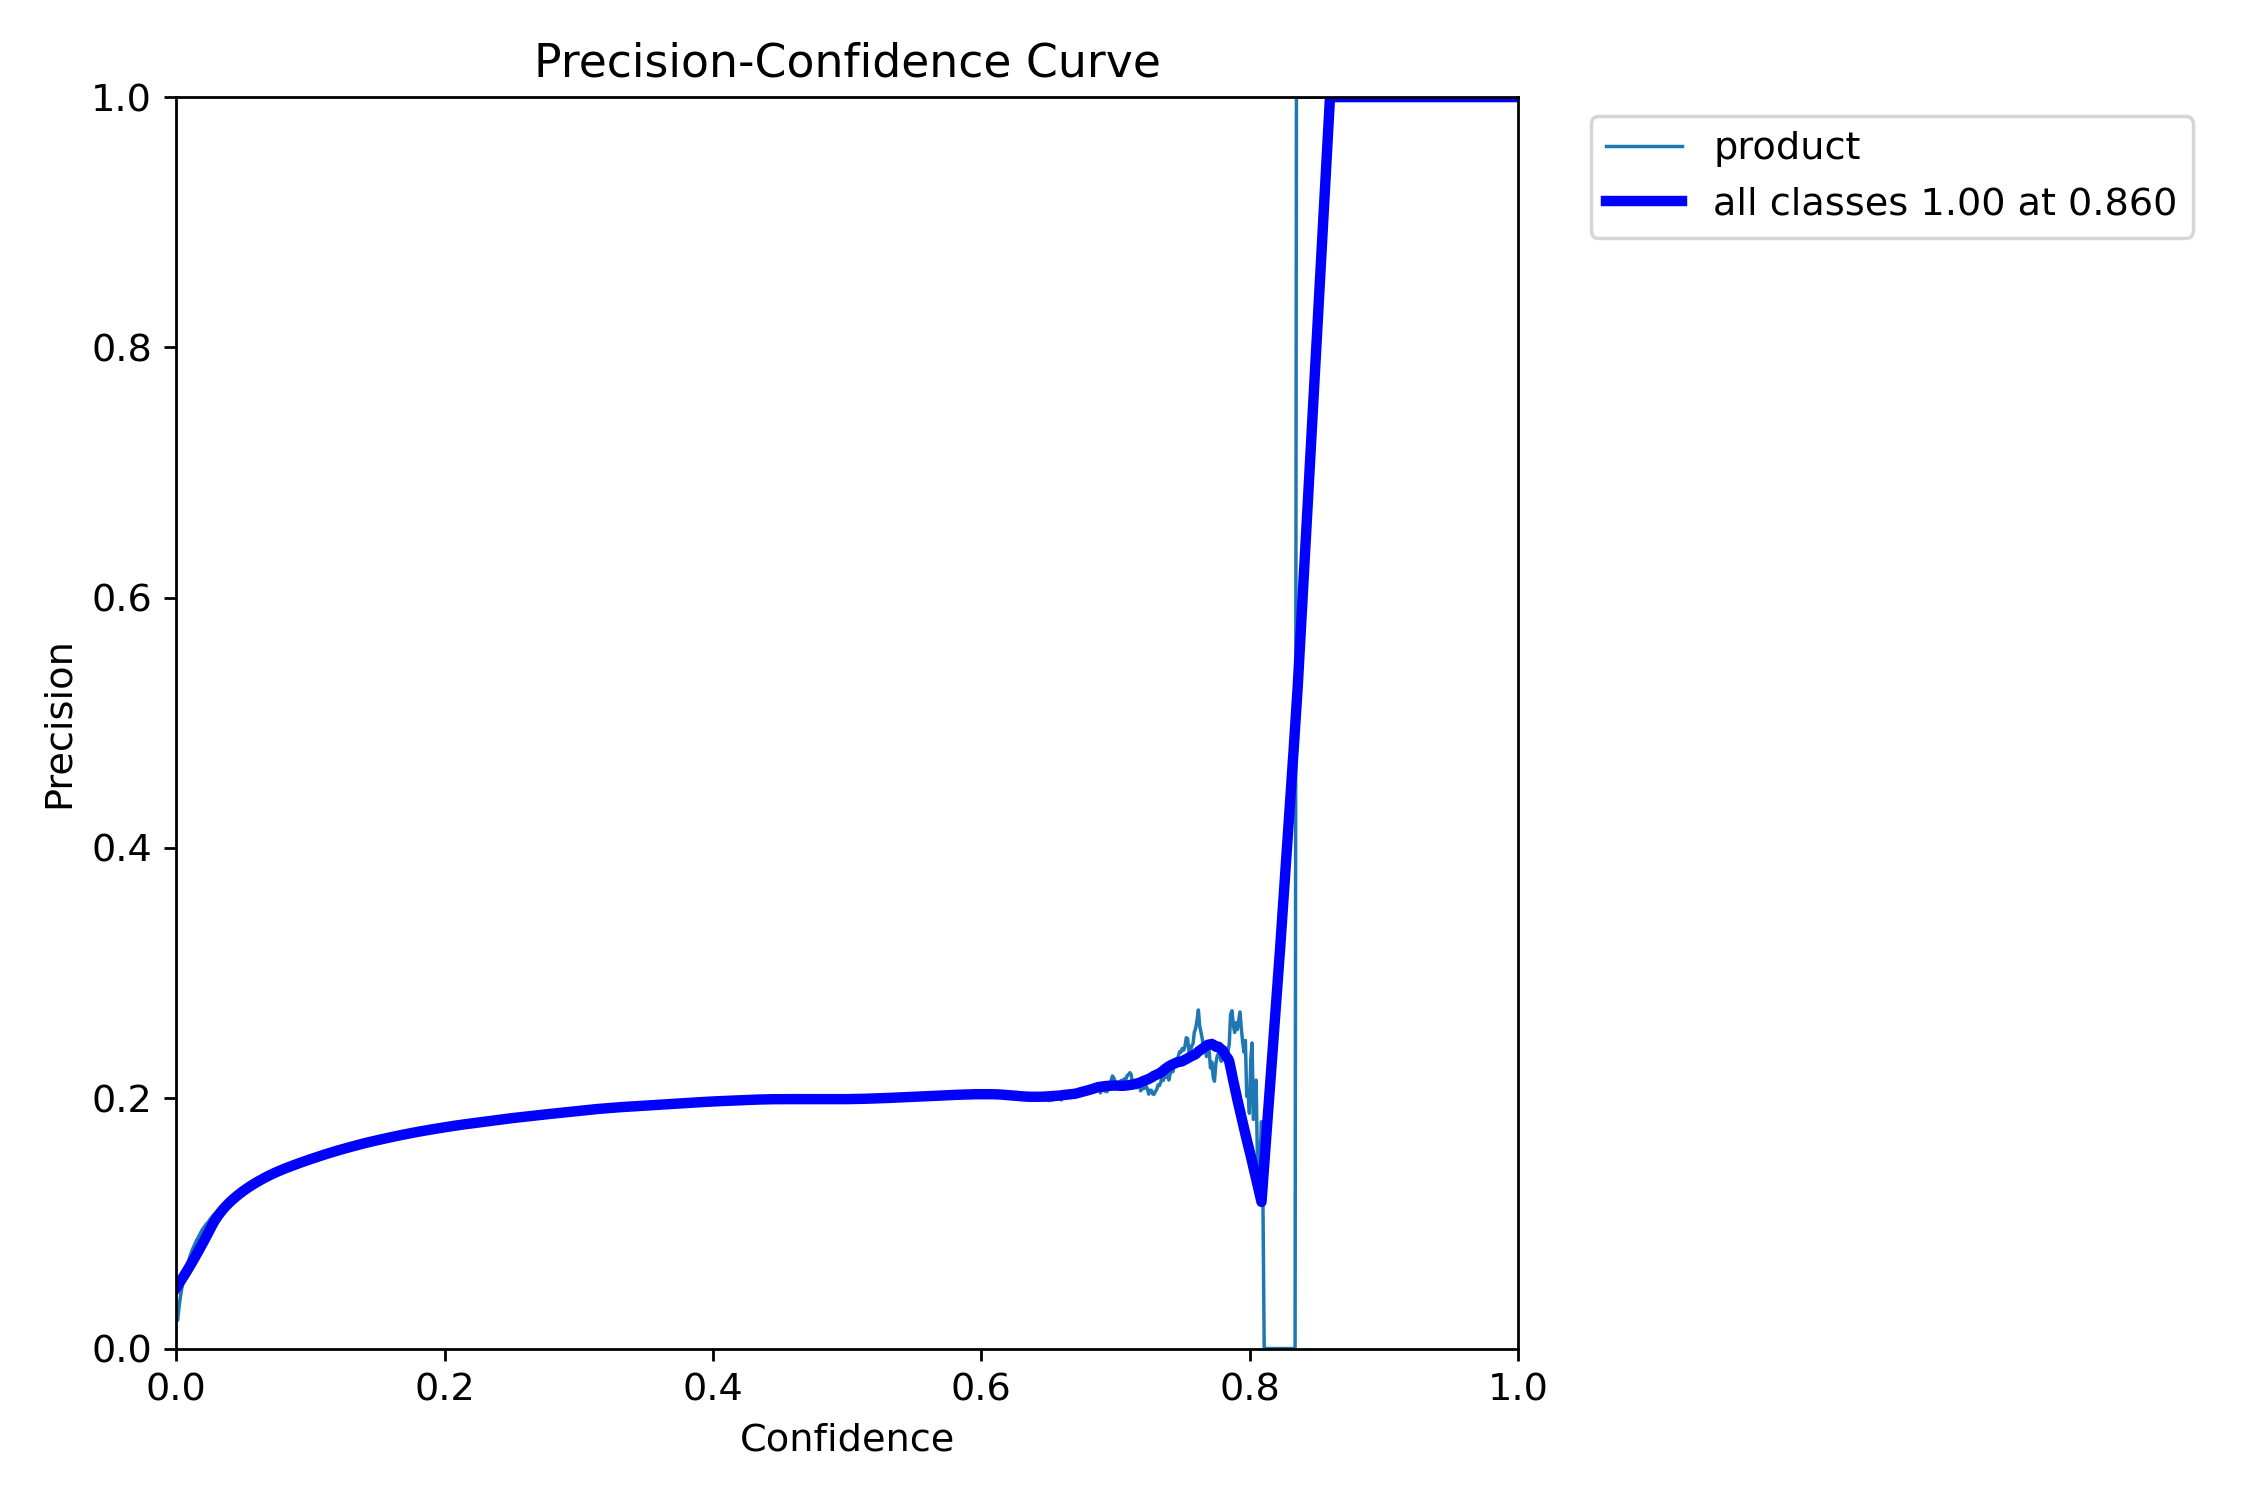 Precision-Confidence Curve
1.0
0.8
0.6
0.4
0.2
0.0
Precision
0.0 0.2 0.4 0.6 0.8 1.0
Confidence
product
all classes 1.00 at 0.860